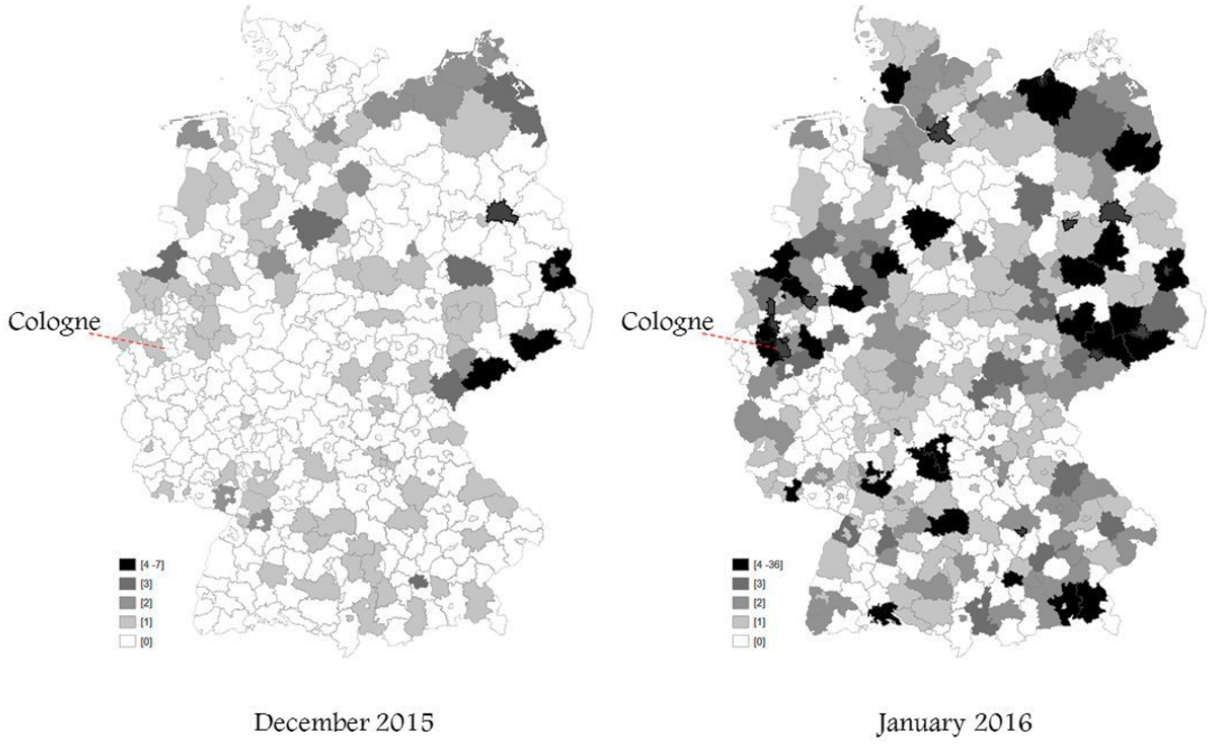 Cologne
[4 -7]
[3]
[2]
[1]
[0]
December 2015
Cologne
[4 -36]
[3]
[2]
[1]
[0]
January 2016